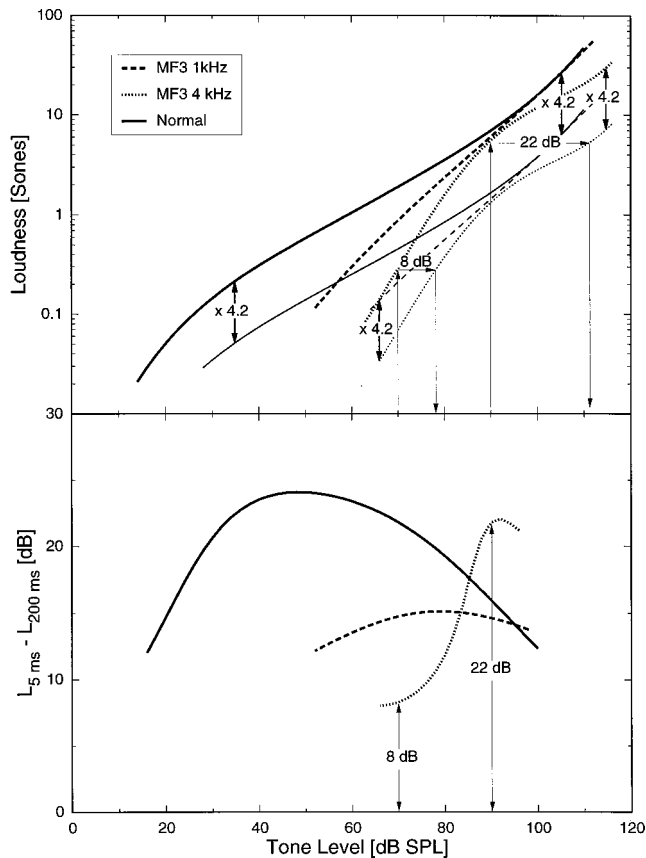 100
MF3 1kHz
MF3 4 kHz
Normal
10
x 4.2
x 4.2
22 dB
Loudness [Sones]
1
8 dB
0.1
x 4.2
x 4.2
30
20
10
0
L5 ms - L200 ms [dB]
22 dB
8 dB
0
20
40
60
80
100
120
Tone Level [dB SPL]